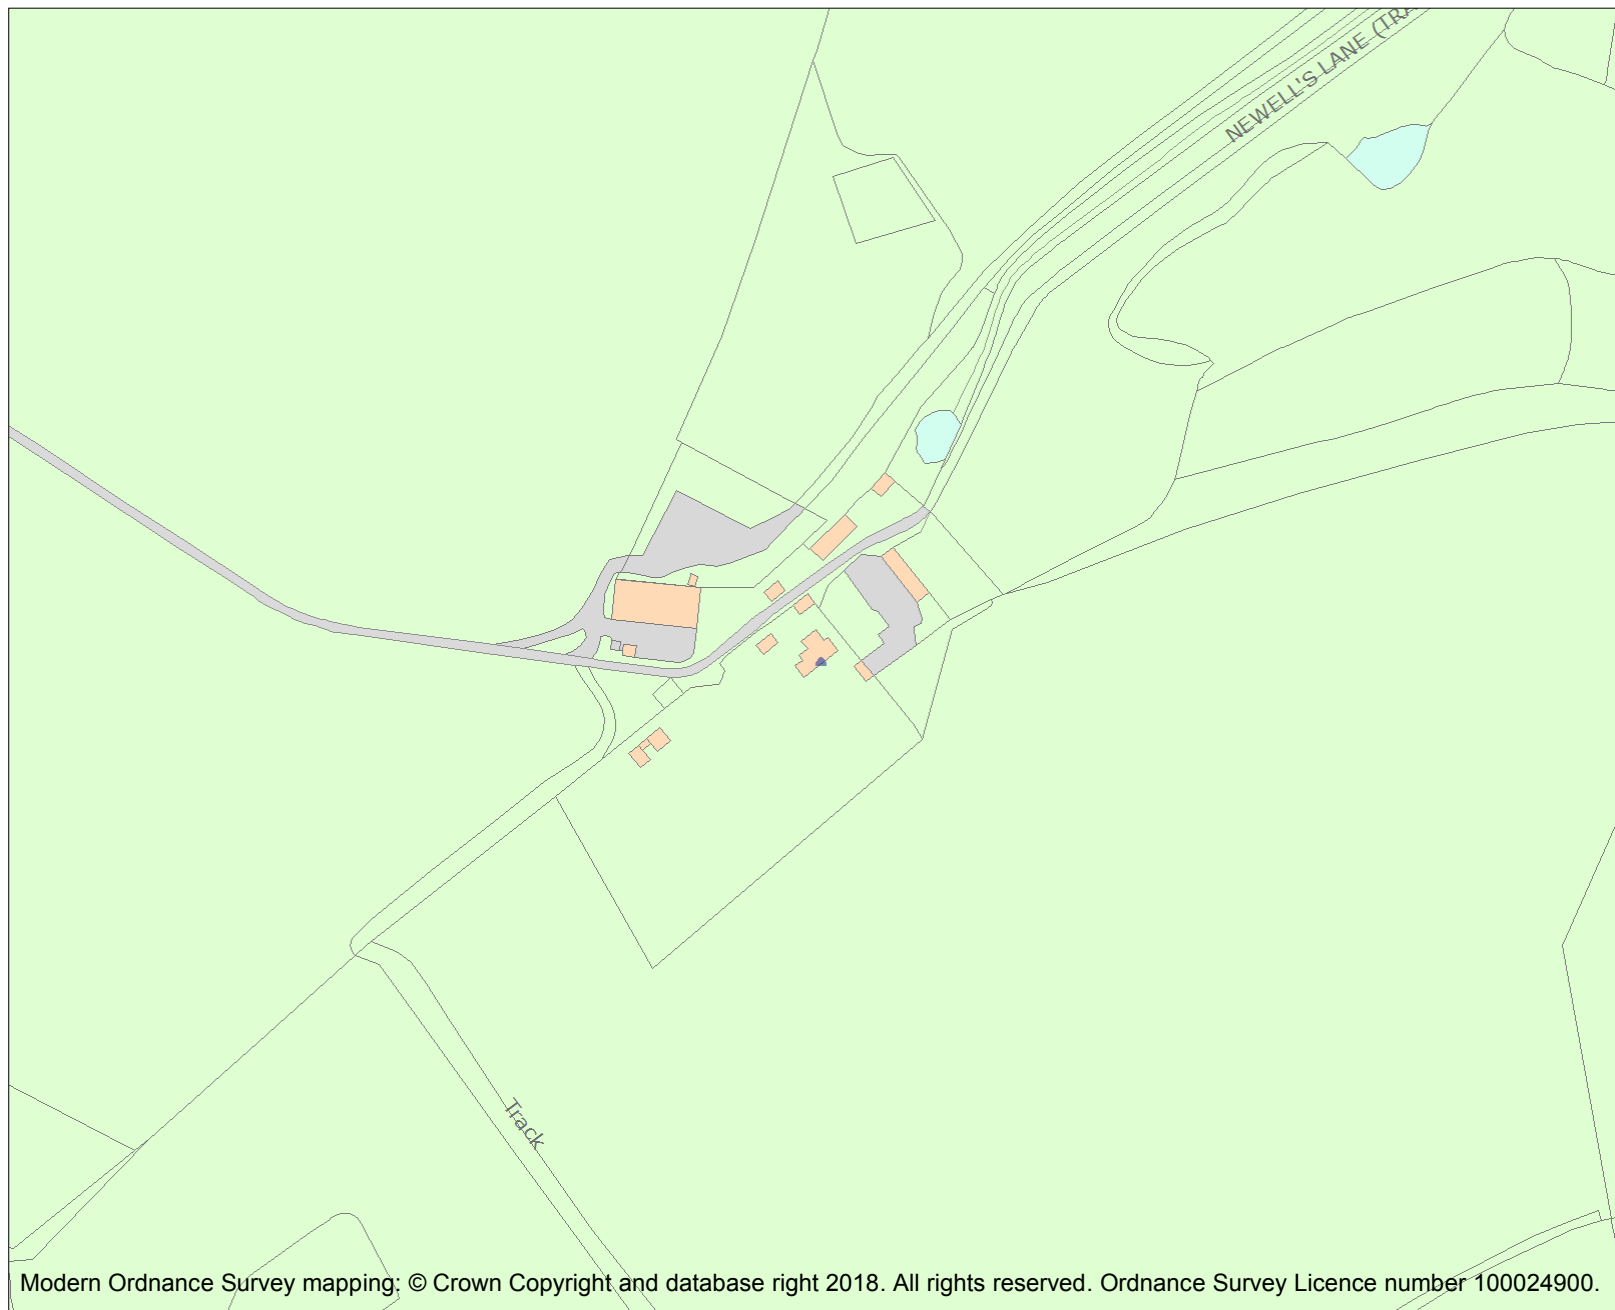 NEWELL'S LANE (TRA
Track
Modern Ordnance Survey mapping: © Crown Copyright and database right 2018. All rights reserved. Ordnance Survey Licence number 100024900.